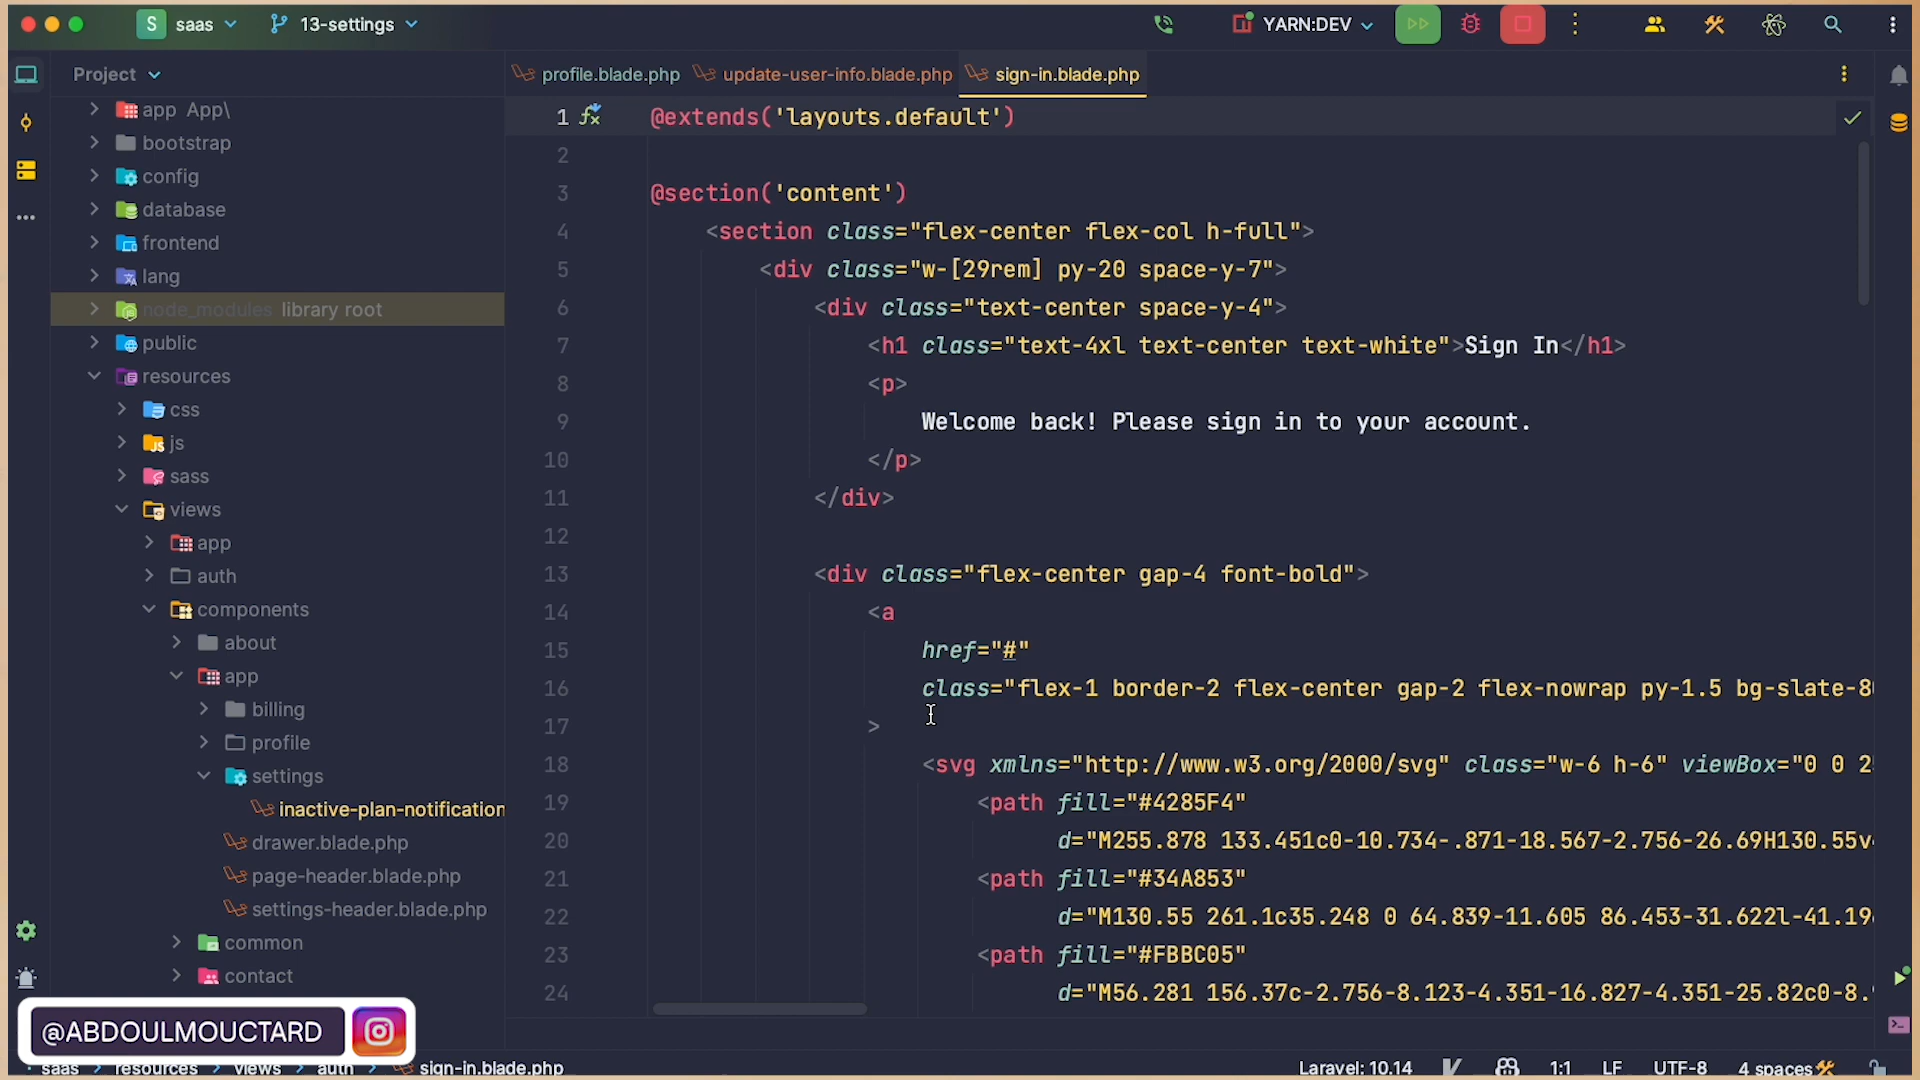 S saas 13-settings YARN:DEV
Project
profile.blade.php update-user-info.blade.php sign-in.blade.php
app App\
bootstrap
config
database
frontend
lang
node_modules library root
public
resources
css
js
sass
views
app
auth
components
about
app
billing
profile
settings
inactive-plan-notification
drawer.blade.php
page-header.blade.php
settings-header.blade.php
common
contact
1 @extends('layouts.default')
2
3 @section('content')
4 <section class="flex-center flex-col h-full">
5 <div class="w-[29rem] py-20 space-y-7">
6 <div class="text-center space-y-4">
7 <h1 class="text-4xl text-center text-white">Sign In</h1>
8 <p>
9 Welcome back! Please sign in to your account.
10 </p>
11 </div>
12
13 <div class="flex-center gap-4 font-bold">
14 <a
15 href="#"
16 class="flex-1 border-2 flex-center gap-2 flex-nowrap py-1.5 bg-slate-80
17 >
18 <svg xmlns="http://www.w3.org/2000/svg" class="w-6 h-6" viewBox="0 0 2
19 <path fill="#4285F4"
20 d="M255.878 133.451c0-10.734-.871-18.567-2.756-26.69H130.55v
21 <path fill="#34A853"
22 d="M130.55 261.1c35.248 0 64.839-11.605 86.453-31.622l-41.19
23 <path fill="#FBBC05"
24 d="M56.281 156.37c-2.756-8.123-4.351-16.827-4.351-25.82c0-8.
@ABDOULMOUCTARD
saas > resources > views > auth > sign-in.blade.php
Laravel: 10.14 1:1 LF UTF-8 4 spaces